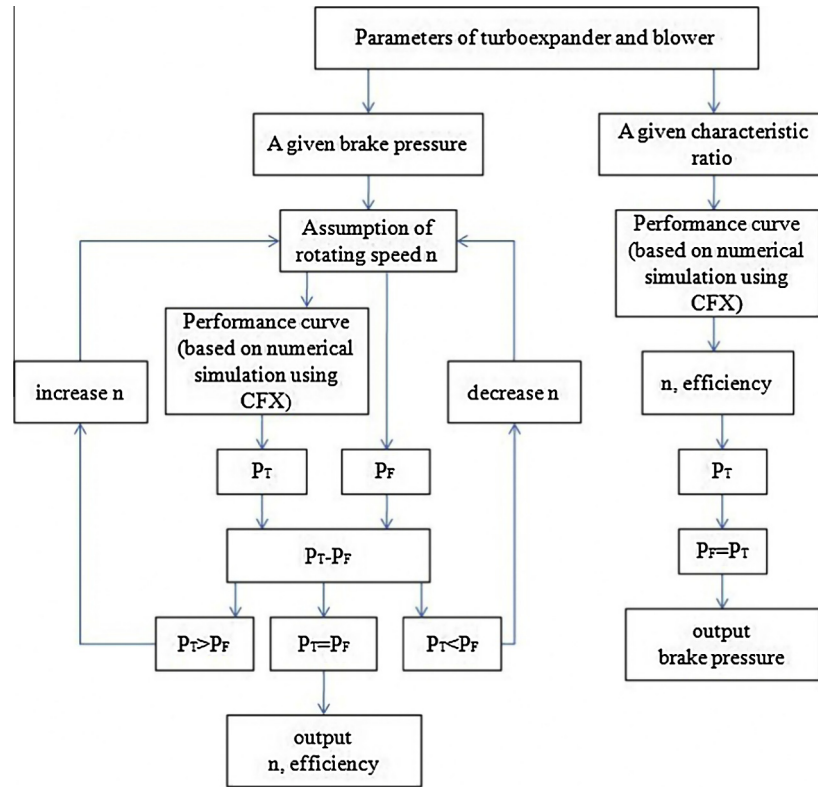 Parameters of turboexpander and blower
A given brake pressure
A given characteristic
ratio
Assumption of
rotating speed n
Performance curve
(based on numerical
simulation using
CFX)
Performance curve
(based on numerical
simulation using
CFX)
increase n
decrease n
n, efficiency
PT
PF
PT
PT-PF
PF=PT
PT>PF
PT=PF
PT<PF
output
brake pressure
output
n, efficiency